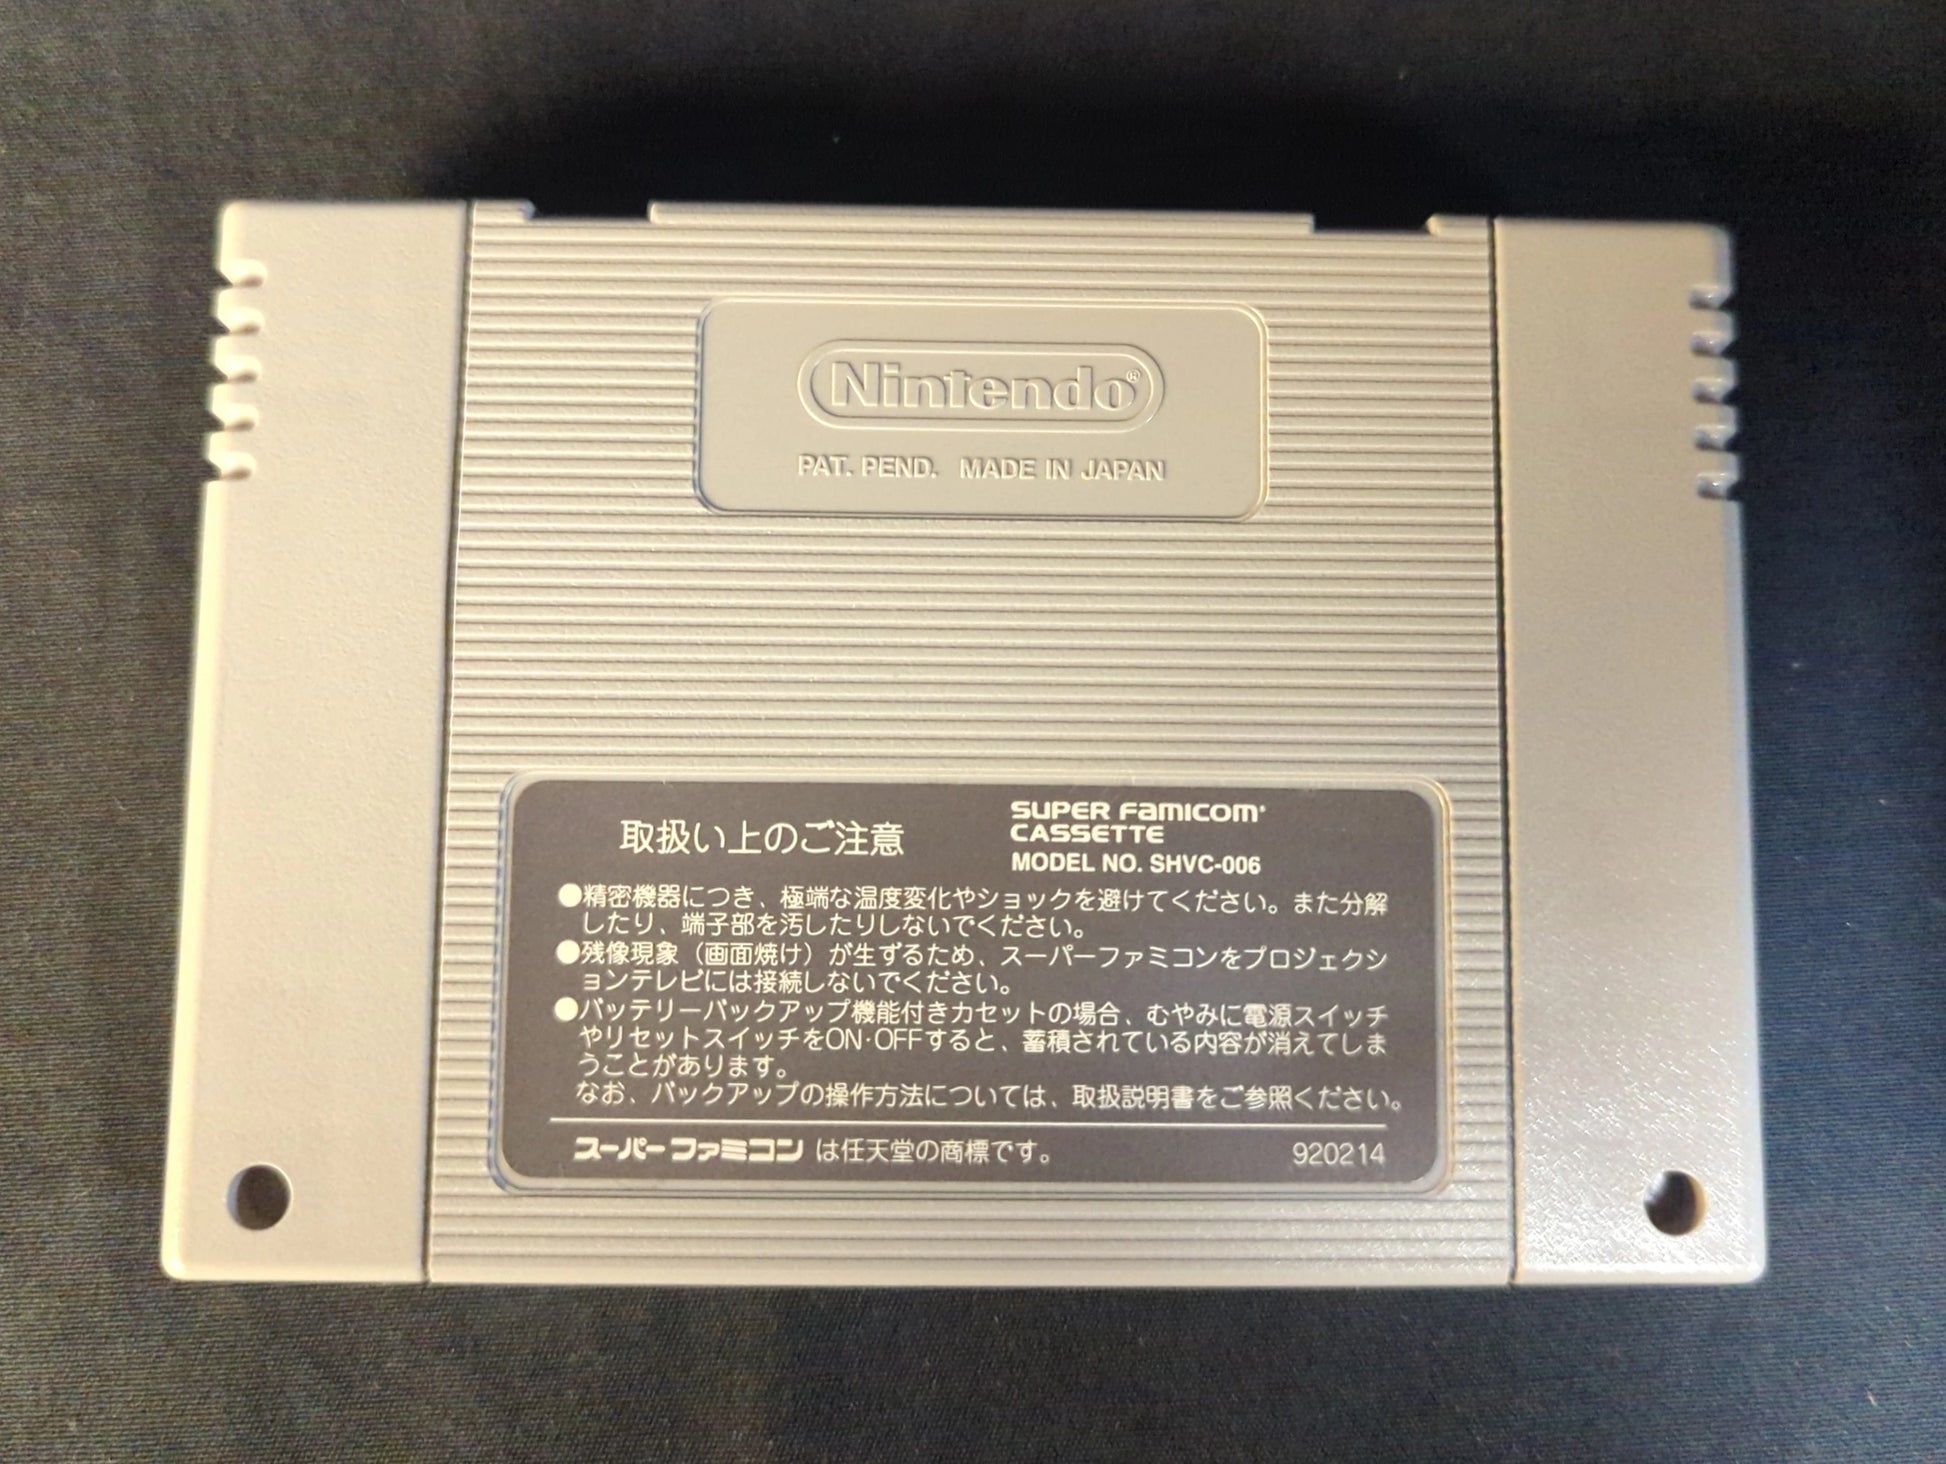 Nintendo®
PAT. PEND. MADE IN JAPAN
取扱い上のご注意
SUPER FAMICOM
CASSETTE
MODEL NO. SHVC-006
●精密機器につき、極端な温度変化やショックを避けてください。また分解
したり、端子部を汚したりしないでください。
●残像現象（画面焼け）が生ずるため、スーパーファミコンをプロジェクシ
ョンテレビには接続しないでください。
●バッテリーバックアップ機能付きカセットの場合、むやみに電源スイッチ
やリセットスイッチをON·OFFすると、蓄積されている内容が消えてしま
うことがあります。
なお、バックアップの操作方法については、取扱説明書をご参照ください。
スーパーファミコン は任天堂の商標です。
920214